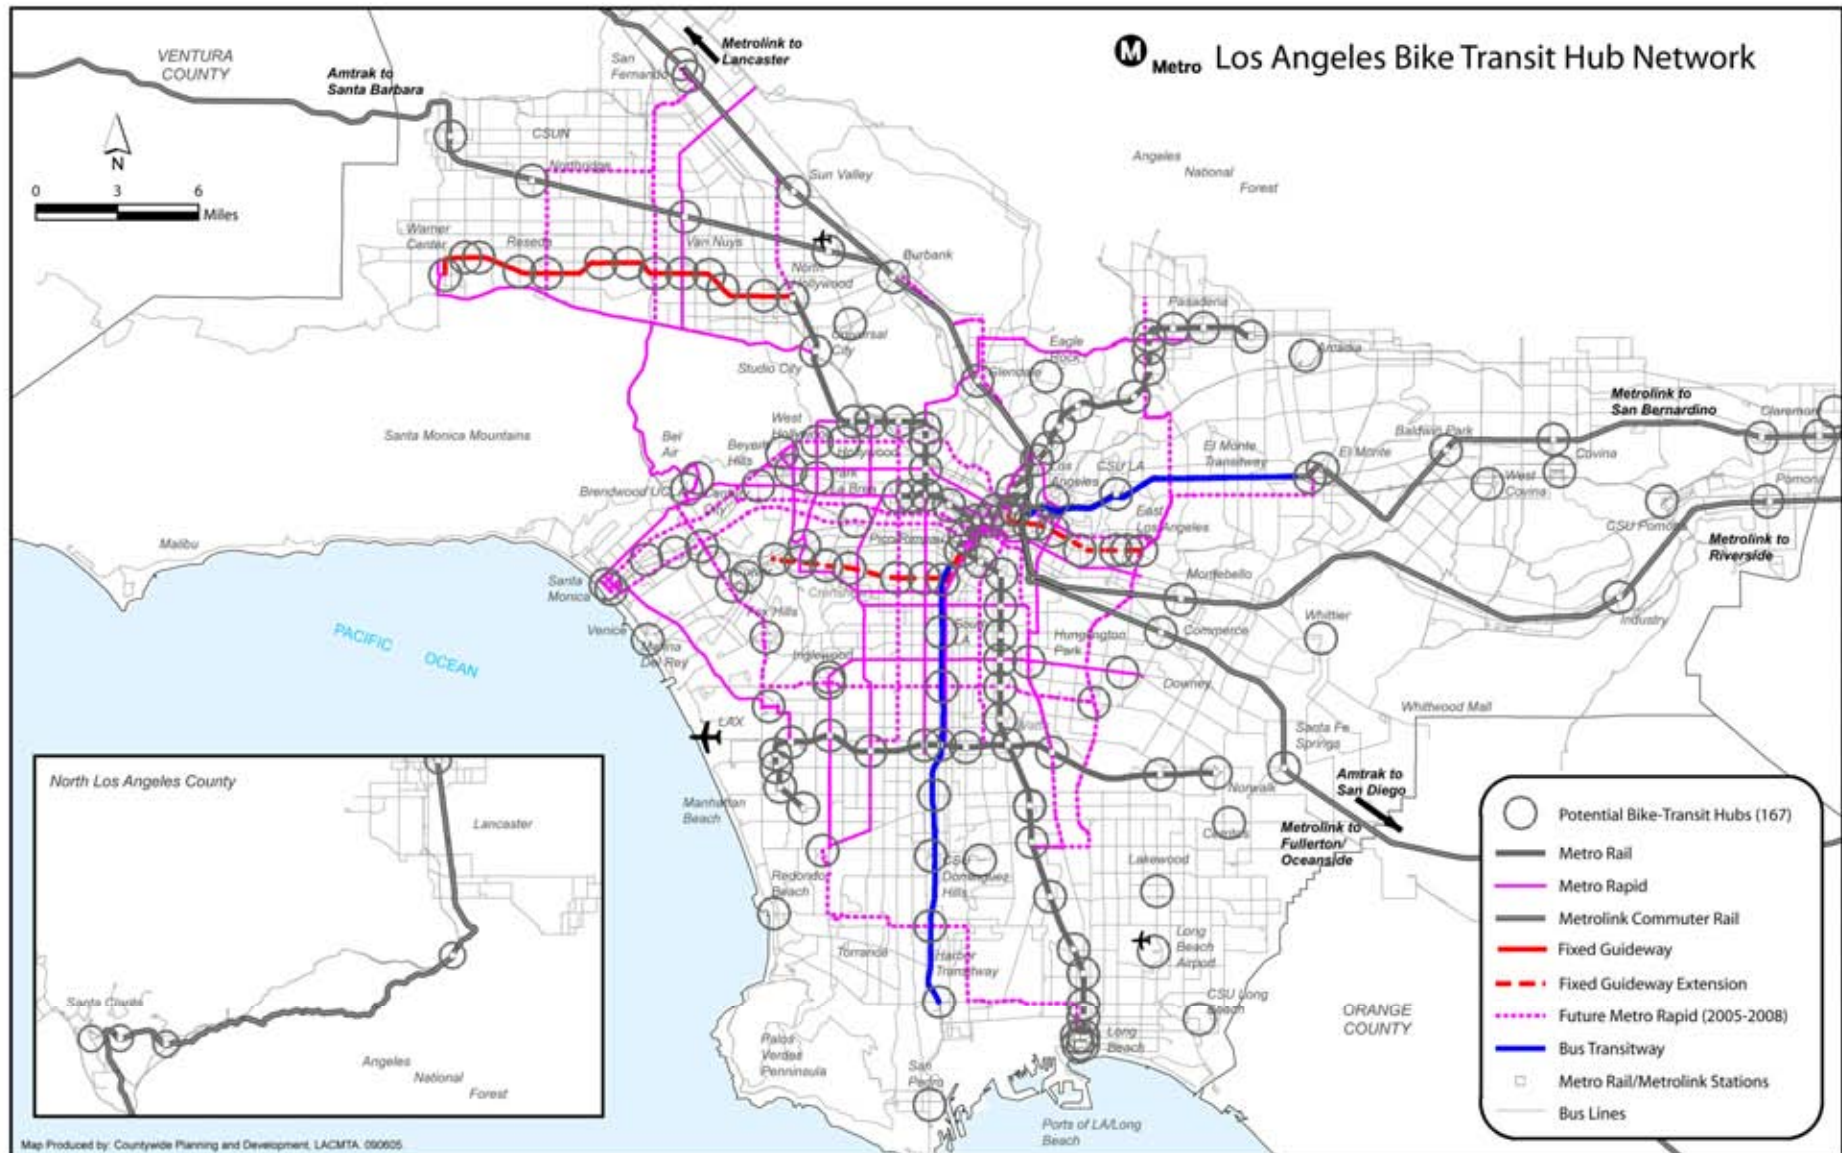 M Metro Los Angeles Bike Transit Hub Network
VENTURA
COUNTY
Amtrak to
Santa Barbara
San
Fernando
Metrolink to
Lancaster
N
0 3 6
Miles
CSUN
Northridge
Sun Valley
Angeles
National
Forest
Warner
Center
Reseda
Van Nuys
North
Hollywood
Burbank
Universal
City
Studio City
Pasadena
Eagle
Rock
Glendale
Arcadia
Santa Monica Mountains
Bel
Air
Beverly
Hills
West
Hollywood
Park
La Brea
Los
Angeles
CSU LA
El Monte
Transitway
El Monte
Baldwin Park
Metrolink to
San Bernardino
Covina
West
Covina
CSU Pomona
Pomona
Metrolink to
Riverside
Century
City
East
Los Angeles
Malibu
Santa
Monica
Venice
Marina
Del Rey
Fox Hills
Inglewood
Huntington
Park
Montebello
Commerce
Whittier
Industry
Downey
Whittwood Mall
PACIFIC OCEAN
LAX
Santa Fe
Springs
Norwalk
Amtrak to
San Diego
Metrolink to
Fullerton/
Oceanside
Manhattan
Beach
Redondo
Beach
CSU
Dominguez
Hills
Lakewood
Torrance
Harbor
Transitway
Long
Beach
Airport
CSU Long
Beach
Long
Beach
ORANGE
COUNTY
Palos
Verdes
Penninsula
San
Pedro
Ports of LA/Long
Beach
North Los Angeles County
Lancaster
Santa Clarita
Angeles
National
Forest
Potential Bike-Transit Hubs (167)
Metro Rail
Metro Rapid
Metrolink Commuter Rail
Fixed Guideway
Fixed Guideway Extension
Future Metro Rapid (2005-2008)
Bus Transitway
Metro Rail/Metrolink Stations
Bus Lines
Map Produced by: Countywide Planning and Development, LACMTA. 090605